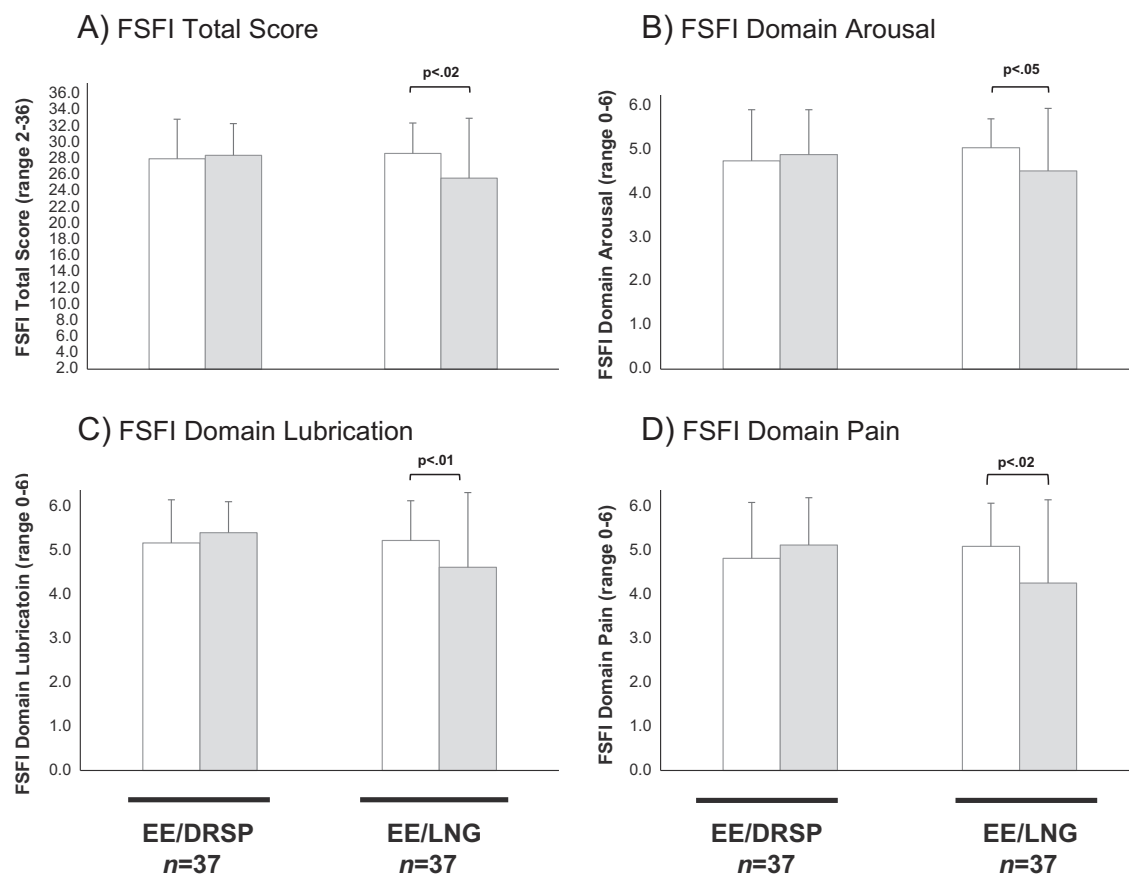 A) FSFI Total Score
FSFI Total Score (range 2-36)
36.0
34.0
32.0
30.0
28.0
26.0
24.0
22.0
20.0
18.0
16.0
14.0
12.0
10.0
8.0
6.0
4.0
2.0
p<.02
B) FSFI Domain Arousal
FSFI Domain Arousal (range 0-6)
6.0
5.0
4.0
3.0
2.0
1.0
0.0
p<.05
C) FSFI Domain Lubrication
FSFI Domain Lubricatoin (range 0-6)
6.0
5.0
4.0
3.0
2.0
1.0
0.0
p<.01
EE/DRSP
n=37
EE/LNG
n=37
D) FSFI Domain Pain
FSFI Domain Pain (range 0-6)
6.0
5.0
4.0
3.0
2.0
1.0
0.0
p<.02
EE/DRSP
n=37
EE/LNG
n=37